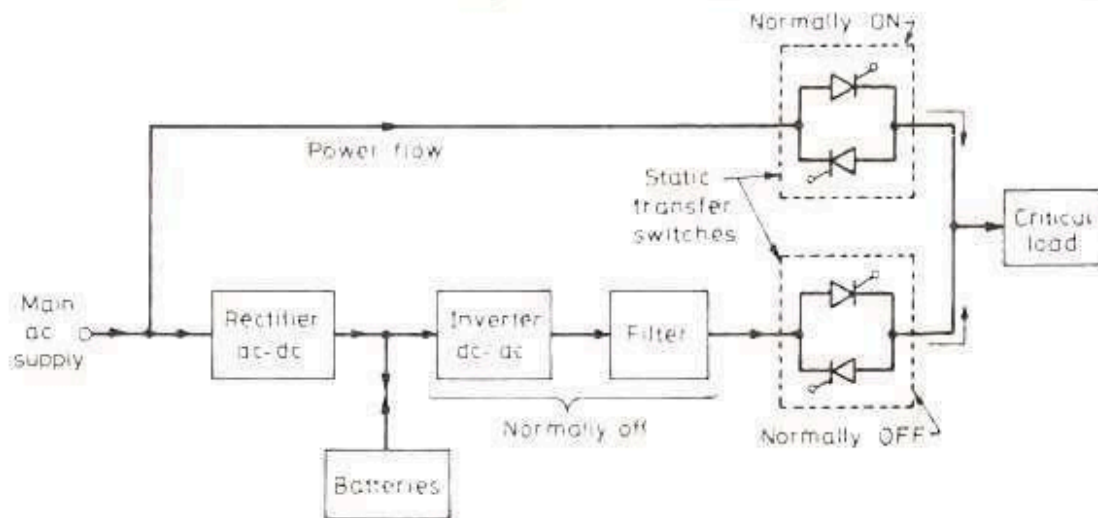 Normally ON
Power flow
Static
transfer
switches
Critical
load
Main
ac
supply
Rectifier
ac-dc
Inverter
dc-ac
Filter
Normally off
Normally OFF
Batteries